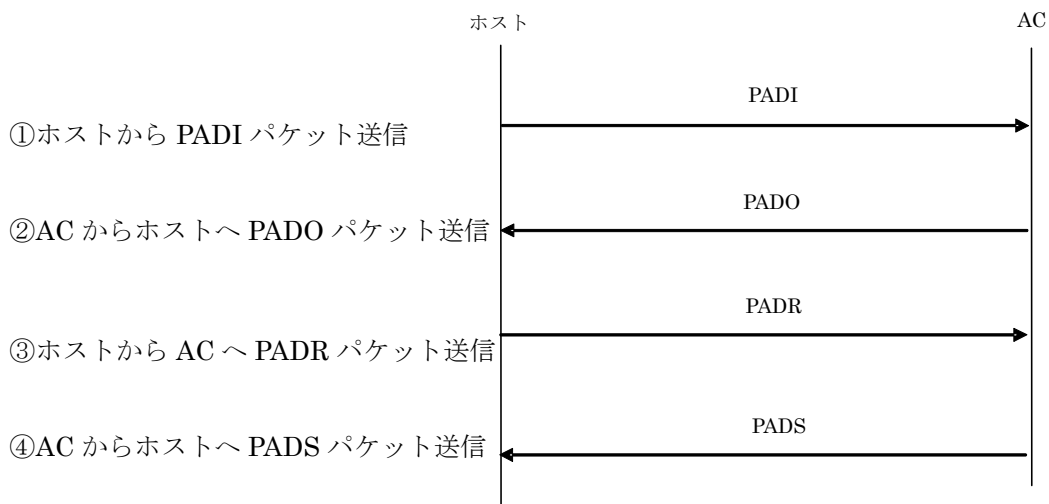 ホスト
AC
PADI
①ホストから PADI パケット送信
PADO
②AC からホストへ PADO パケット送信
PADR
③ホストから AC へ PADR パケット送信
PADS
④AC からホストへ PADS パケット送信